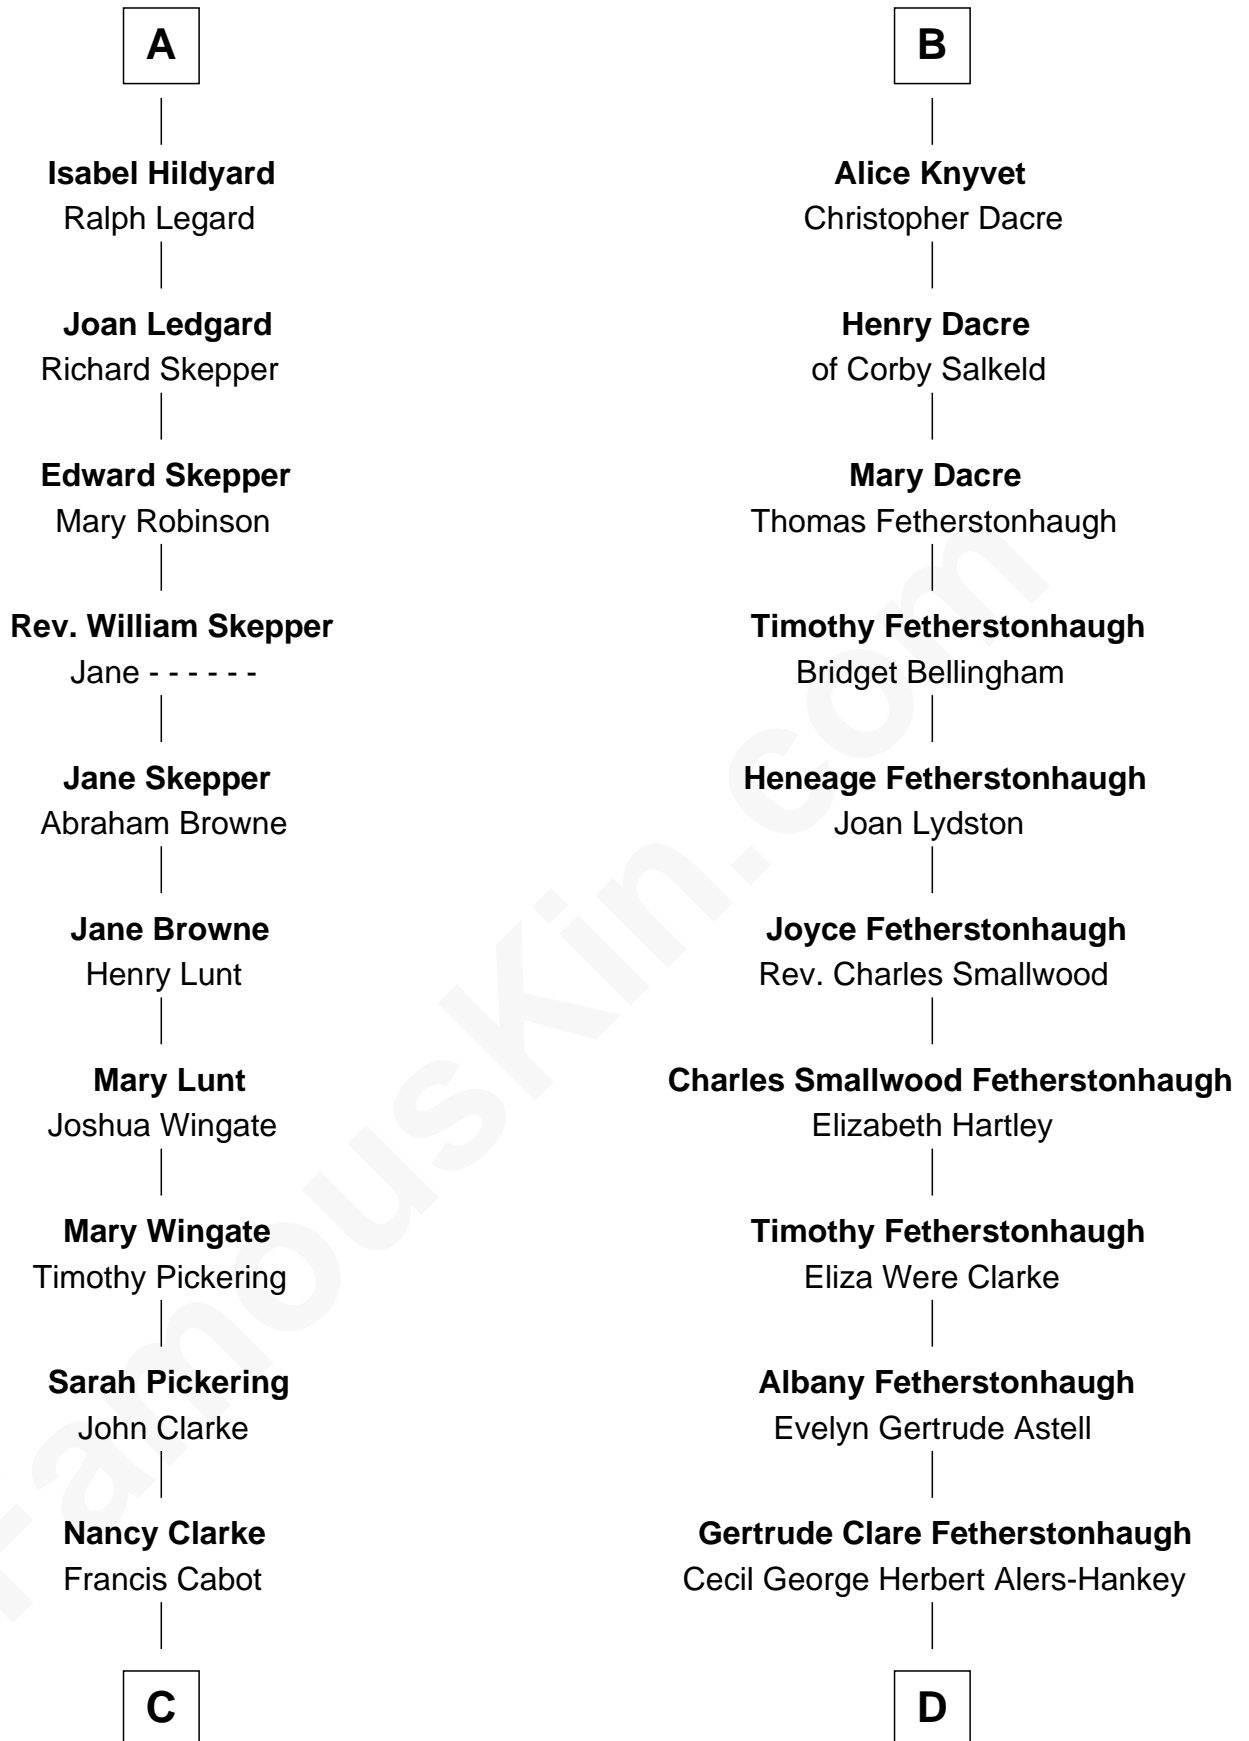 A
Isabel Hildyard
Ralph Legard
Joan Ledgard
Richard Skepper
Edward Skepper
Mary Robinson
Rev. William Skepper
Jane - - - - - -
Jane Skepper
Abraham Browne
Jane Browne
Henry Lunt
Mary Lunt
Joshua Wingate
Mary Wingate
Timothy Pickering
Sarah Pickering
John Clarke
Nancy Clarke
Francis Cabot
C
B
Alice Knyvet
Christopher Dacre
Henry Dacre
of Corby Salkeld
Mary Dacre
Thomas Fetherstonhaugh
Timothy Fetherstonhaugh
Bridget Bellingham
Heneage Fetherstonhaugh
Joan Lydston
Joyce Fetherstonhaugh
Rev. Charles Smallwood
Charles Smallwood Fetherstonhaugh
Elizabeth Hartley
Timothy Fetherstonhaugh
Eliza Were Clarke
Albany Fetherstonhaugh
Evelyn Gertrude Astell
Gertrude Clare Fetherstonhaugh
Cecil George Herbert Alers-Hankey
D
FamousKin.com